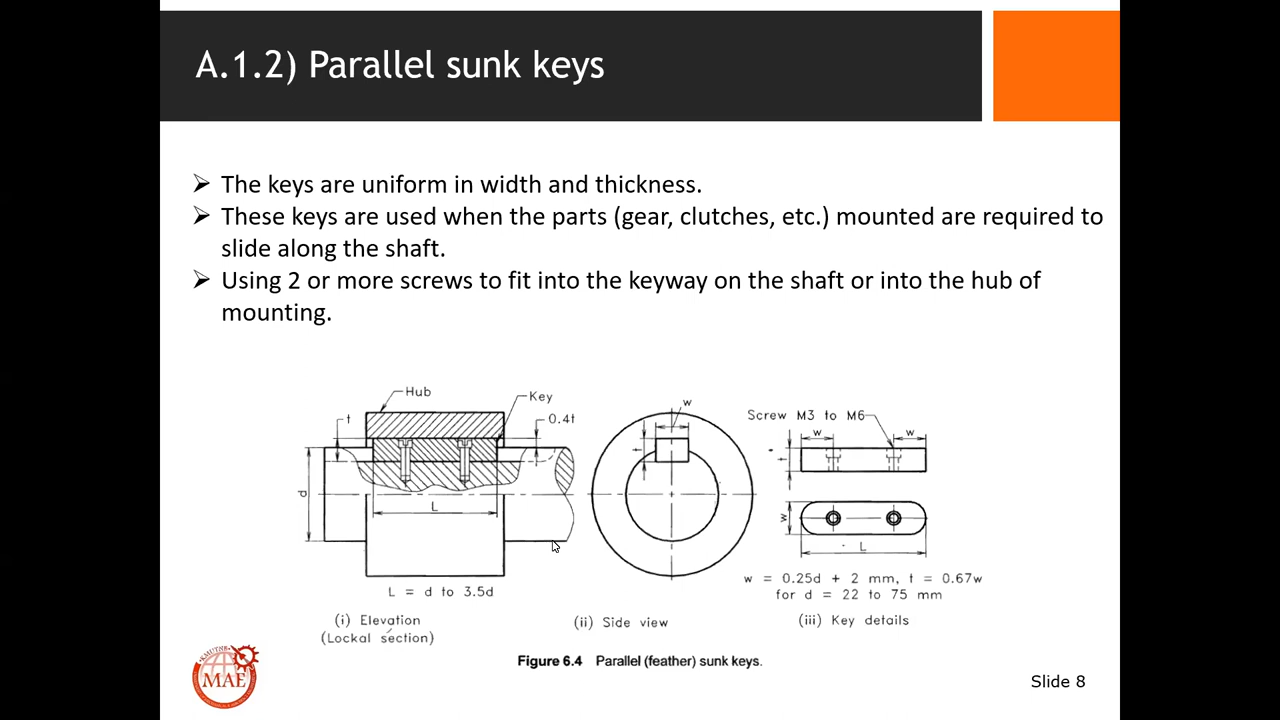 A.1.2) Parallel sunk keys
➢ The keys are uniform in width and thickness.
➢ These keys are used when the parts (gear, clutches, etc.) mounted are required to
slide along the shaft.
➢ Using 2 or more screws to fit into the keyway on the shaft or into the hub of
mounting.
Hub
Key
t
0.4t
d
L
L = d to 3.5d
(i) Elevation
(Lockal section)
w
t
(ii) Side view
Screw M3 to M6
w
w
t
w
L
w = 0.25d + 2 mm, t = 0.67w
for d = 22 to 75 mm
(iii) Key details
Figure 6.4 Parallel (feather) sunk keys.
KMUTNB
MAE
Slide 8